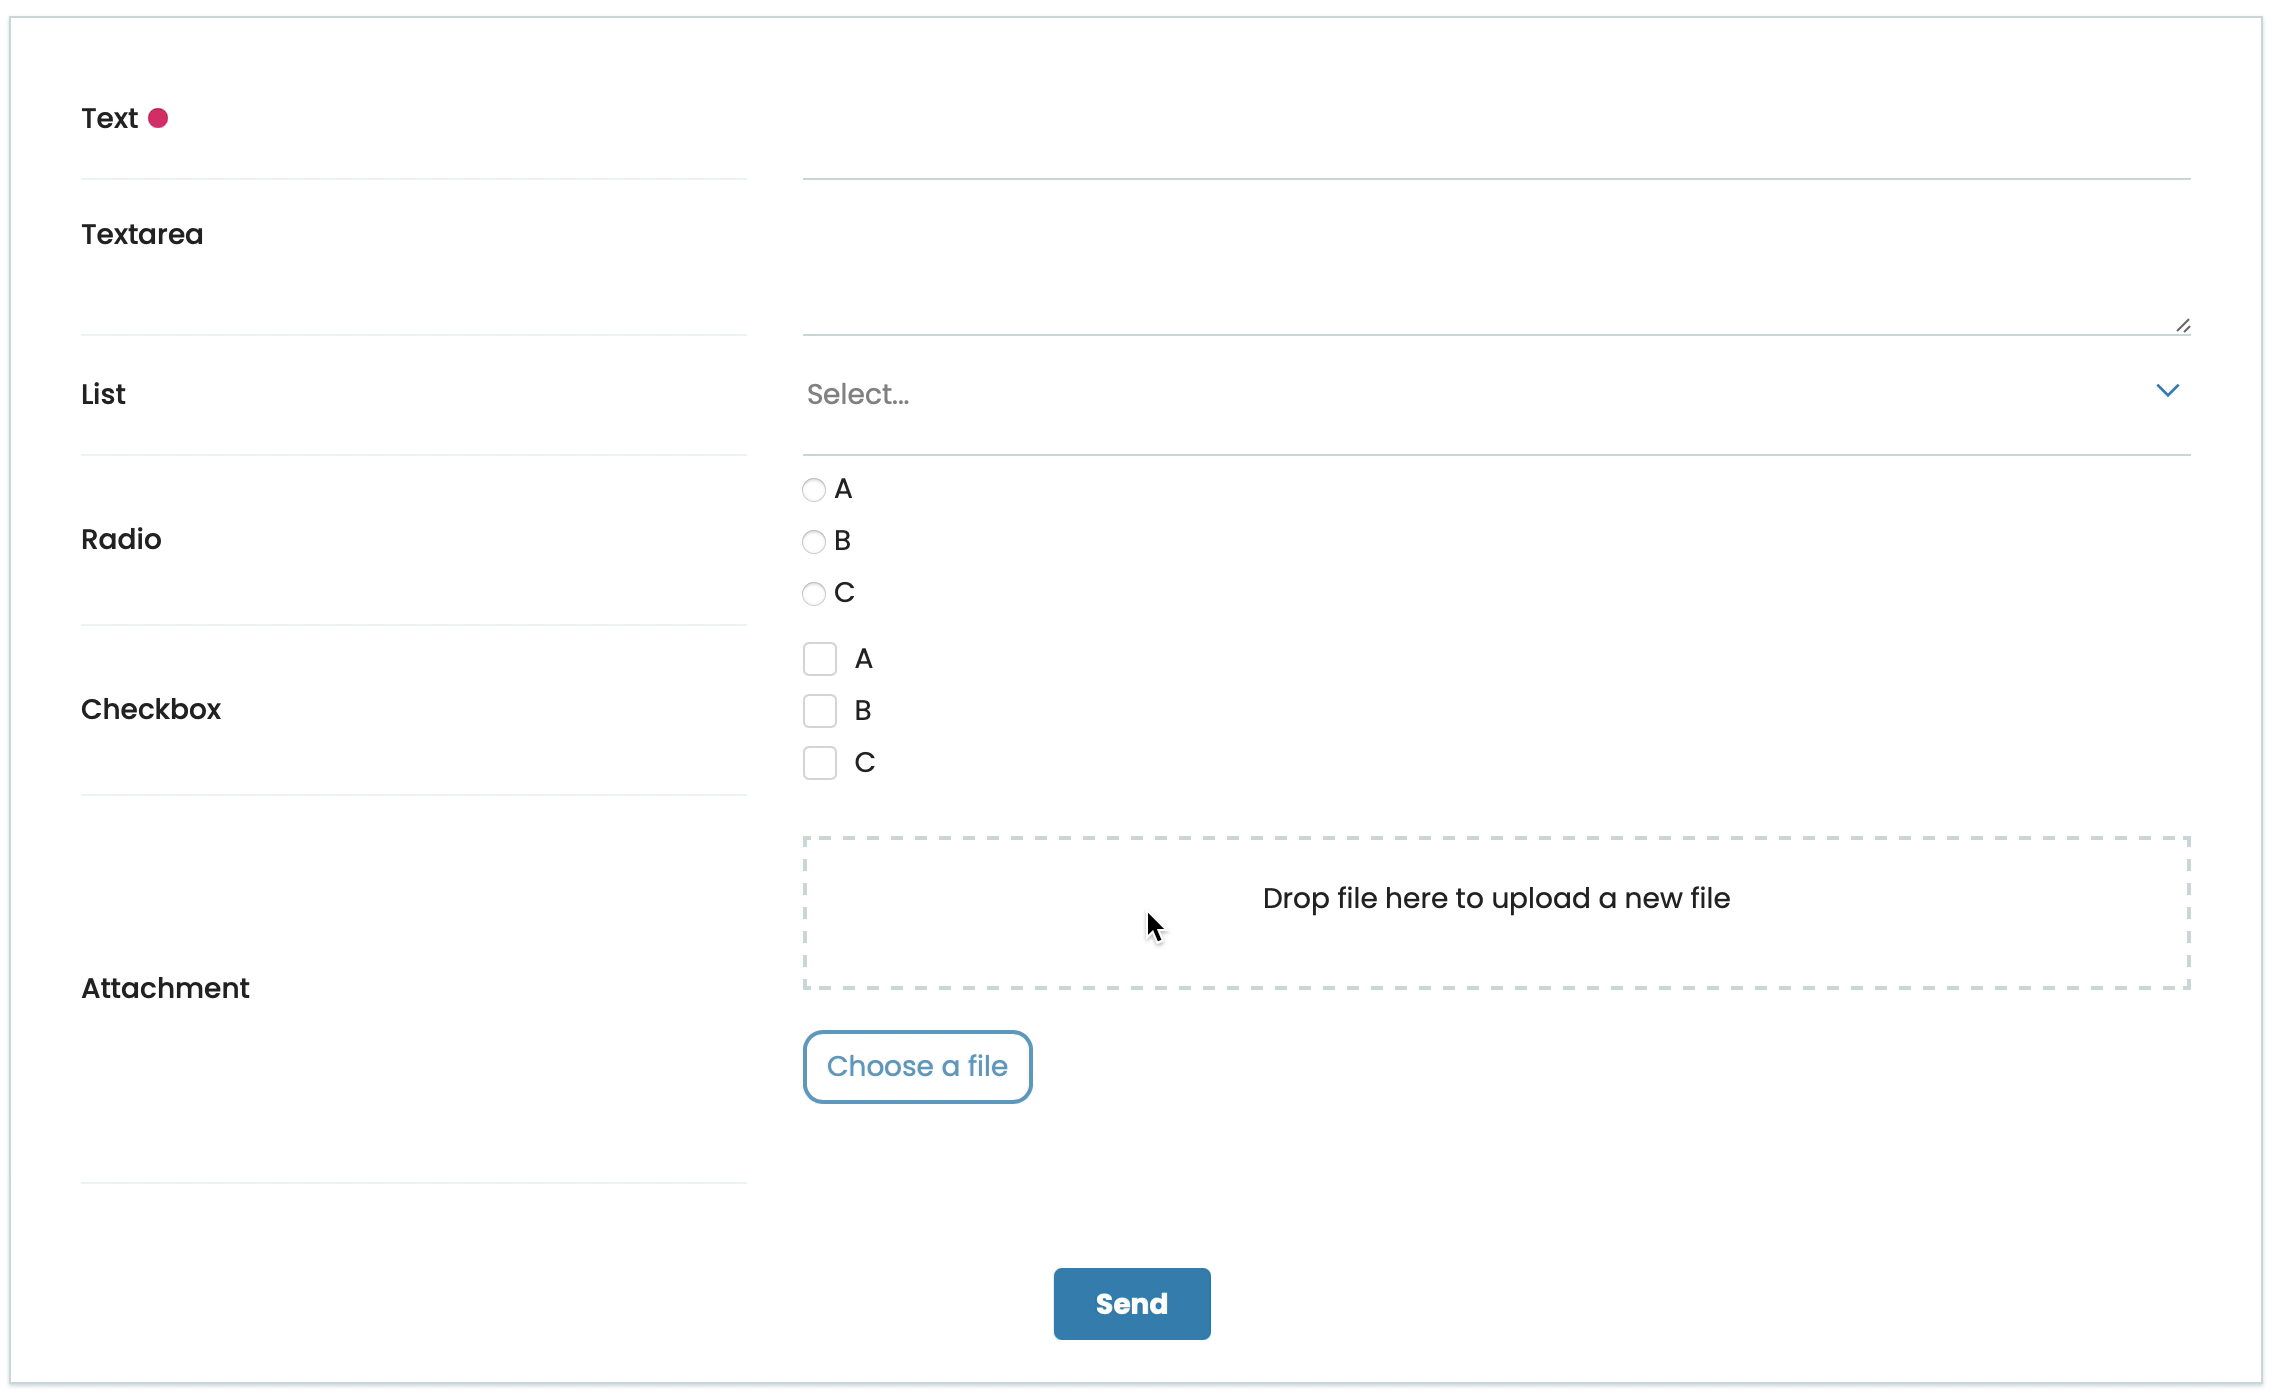 Text
Textarea
List
Select...
Radio
A
B
C
Checkbox
A
B
C
Attachment
Drop file here to upload a new file
Choose a file
Send